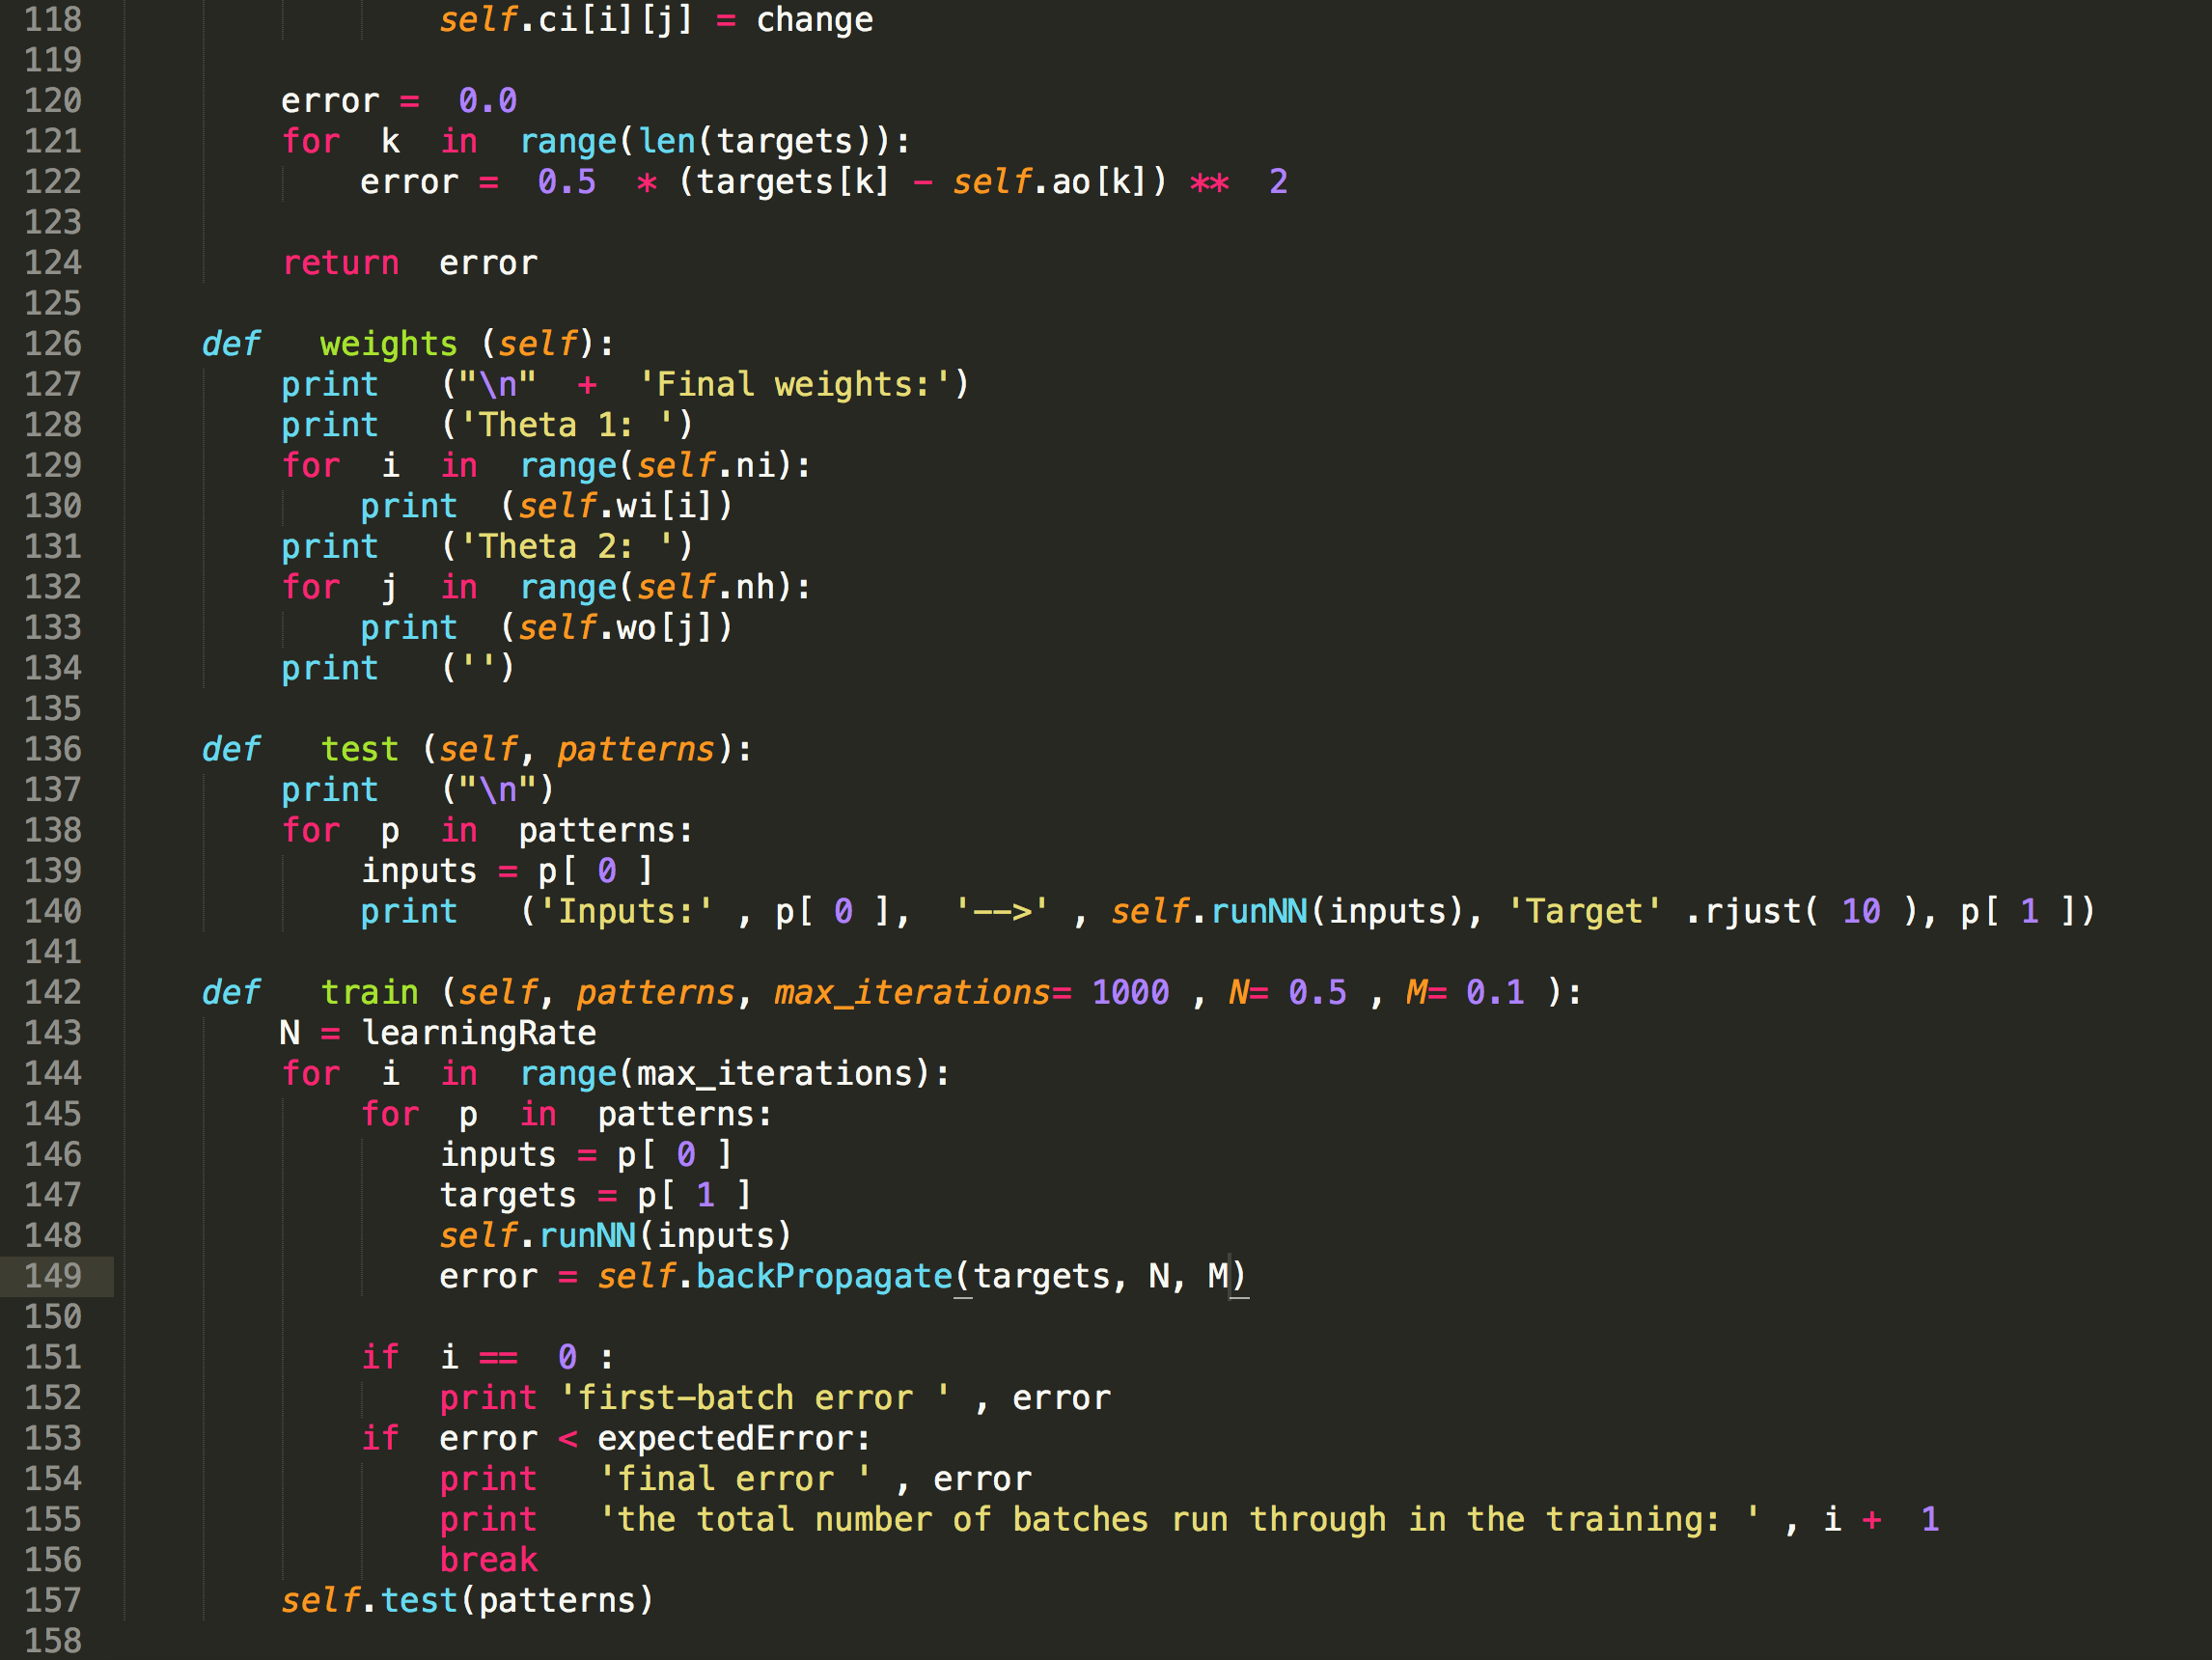 118 self.ci[i][j] = change
119
120 error = 0.0
121 for k in range(len(targets)):
122 error = 0.5 * (targets[k] - self.ao[k]) ** 2
123
124 return error
125
126 def weights (self):
127 print ("\n" + 'Final weights:')
128 print ('Theta 1: ')
129 for i in range(self.ni):
130 print (self.wi[i])
131 print ('Theta 2: ')
132 for j in range(self.nh):
133 print (self.wo[j])
134 print ('')
135
136 def test (self, patterns):
137 print ("\n")
138 for p in patterns:
139 inputs = p[ 0 ]
140 print ('Inputs:' , p[ 0 ], '-->' , self.runNN(inputs), 'Target' .rjust( 10 ), p[ 1 ])
141
142 def train (self, patterns, max_iterations= 1000 , N= 0.5 , M= 0.1 ):
143 N = learningRate
144 for i in range(max_iterations):
145 for p in patterns:
146 inputs = p[ 0 ]
147 targets = p[ 1 ]
148 self.runNN(inputs)
149 error = self.backPropagate(targets, N, M)
150
151 if i == 0 :
152 print 'first-batch error ' , error
153 if error < expectedError:
154 print 'final error ' , error
155 print 'the total number of batches run through in the training: ' , i + 1
156 break
157 self.test(patterns)
158